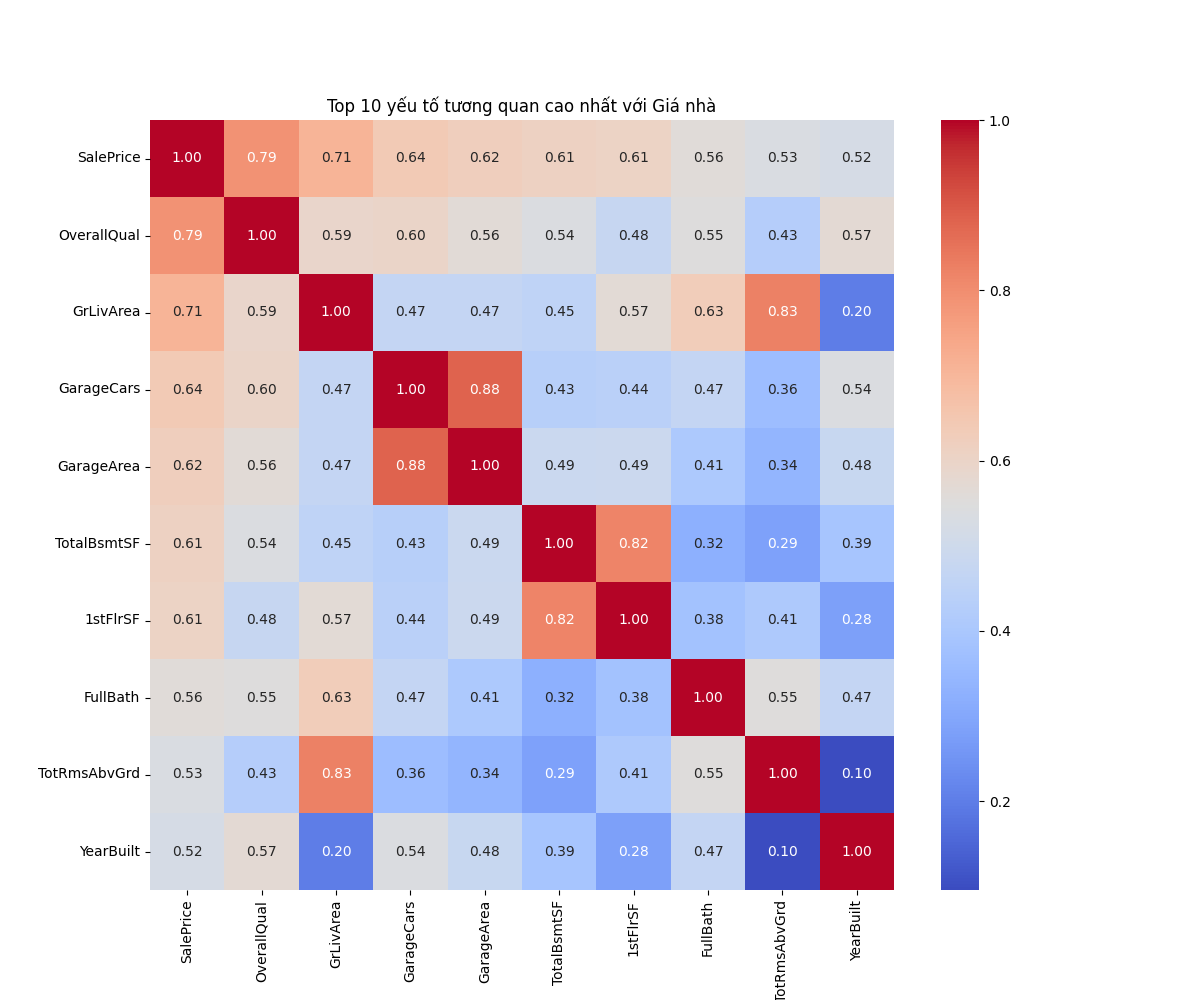 Top 10 yếu tố tương quan cao nhất với Giá nhà
SalePrice 1.00 0.79 0.71 0.64 0.62 0.61 0.61 0.56 0.53 0.52
OverallQual 0.79 1.00 0.59 0.60 0.56 0.54 0.48 0.55 0.43 0.57
GrLivArea 0.71 0.59 1.00 0.47 0.47 0.45 0.57 0.63 0.83 0.20
GarageCars 0.64 0.60 0.47 1.00 0.88 0.43 0.44 0.47 0.36 0.54
GarageArea 0.62 0.56 0.47 0.88 1.00 0.49 0.49 0.41 0.34 0.48
TotalBsmtSF 0.61 0.54 0.45 0.43 0.49 1.00 0.82 0.32 0.29 0.39
1stFlrSF 0.61 0.48 0.57 0.44 0.49 0.82 1.00 0.38 0.41 0.28
FullBath 0.56 0.55 0.63 0.47 0.41 0.32 0.38 1.00 0.55 0.47
TotRmsAbvGrd 0.53 0.43 0.83 0.36 0.34 0.29 0.41 0.55 1.00 0.10
YearBuilt 0.52 0.57 0.20 0.54 0.48 0.39 0.28 0.47 0.10 1.00
SalePrice
OverallQual
GrLivArea
GarageCars
GarageArea
TotalBsmtSF
1stFlrSF
FullBath
TotRmsAbvGrd
YearBuilt
1.0
0.8
0.6
0.4
0.2